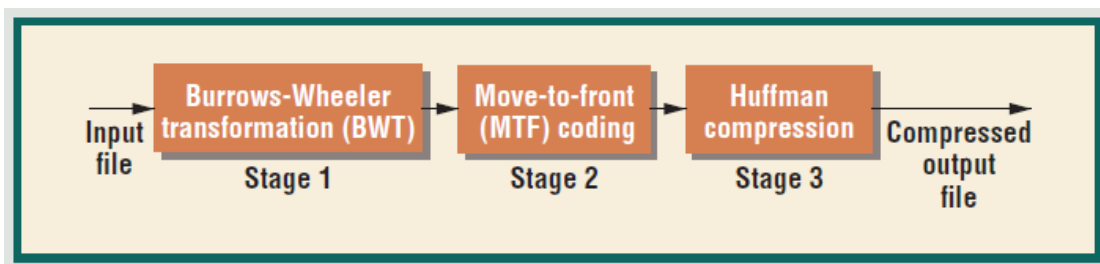 Input
file
Burrows-Wheeler
transformation (BWT)
Stage 1
Move-to-front
(MTF) coding
Stage 2
Huffman
compression
Stage 3
Compressed
output
file